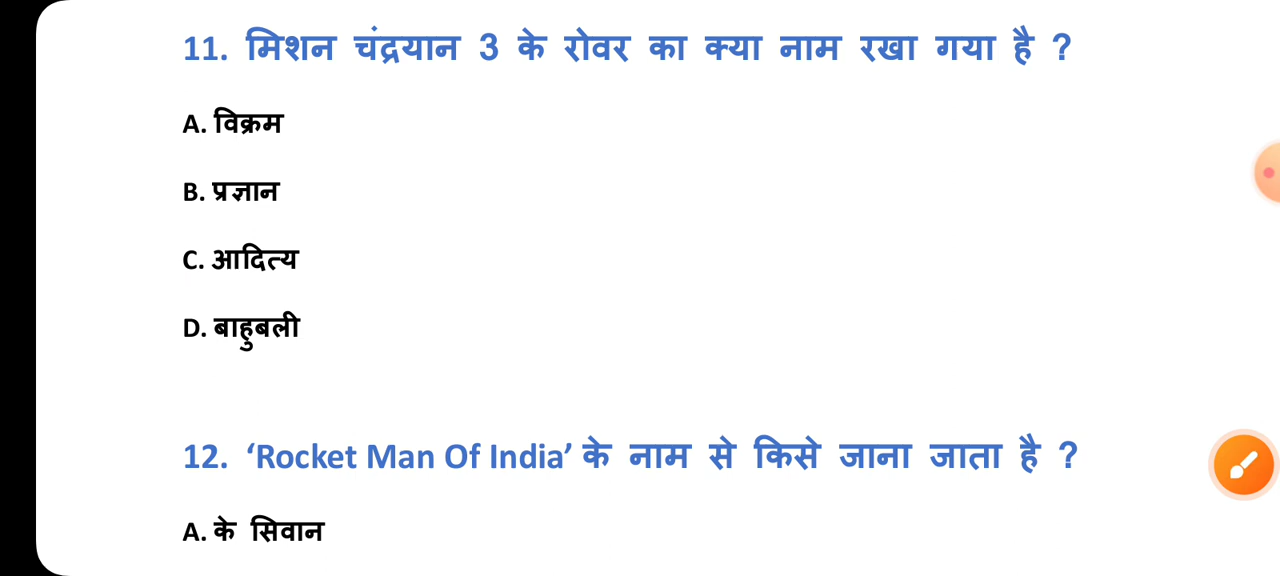 11. मिशन चंद्रयान 3 के रोवर का क्या नाम रखा गया है ?
A. विक्रम
B. प्रज्ञान
C. आदित्य
D. बाहुबली
12. ‘Rocket Man Of India’ के नाम से किसे जाना जाता है ?
A. के सिवान